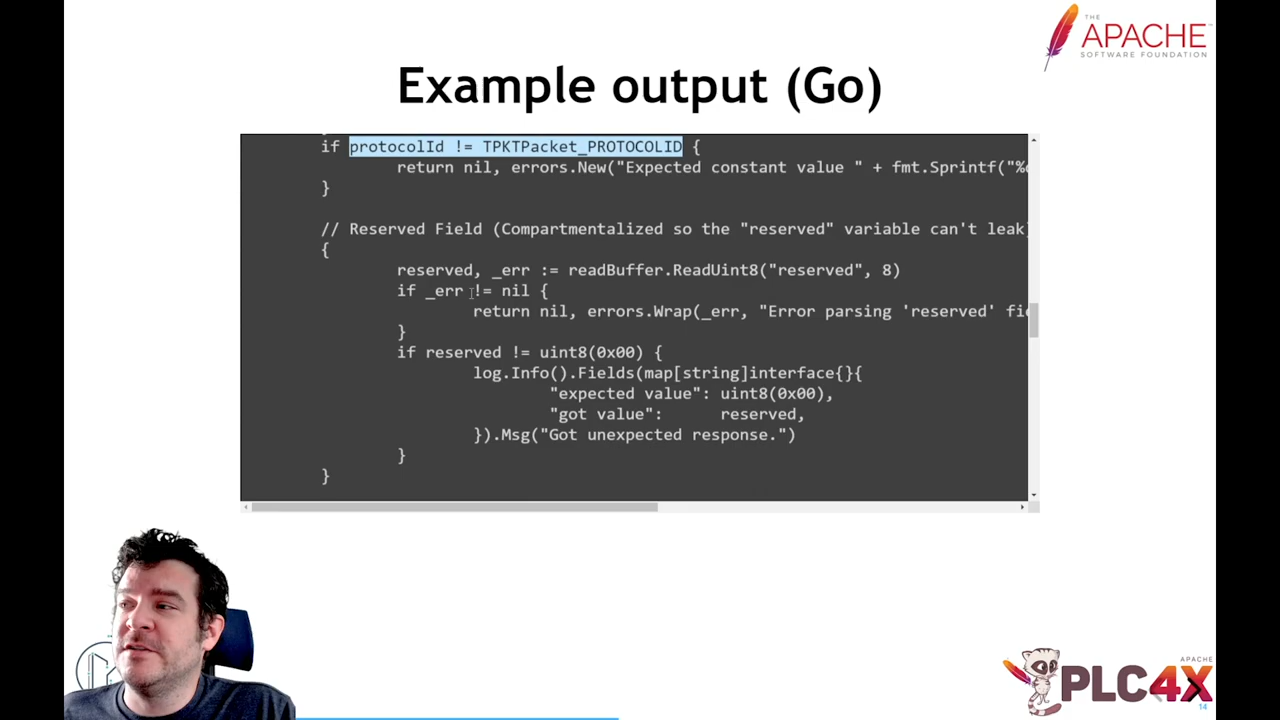 THE
APACHE
SOFTWARE FOUNDATION
Example output (Go)
if protocolId != TPKTPacket_PROTOCOLID {
return nil, errors.New("Expected constant value " + fmt.Sprintf("%
}
// Reserved Field (Compartmentalized so the "reserved" variable can't leak)
{
reserved, _err := readBuffer.ReadUint8("reserved", 8)
if _err != nil {
return nil, errors.Wrap(_err, "Error parsing 'reserved' fie
}
if reserved != uint8(0x00) {
log.Info().Fields(map[string]interface{}{
"expected value": uint8(0x00),
"got value": reserved,
}).Msg("Got unexpected response.")
}
}
APACHE
PLC4X
14